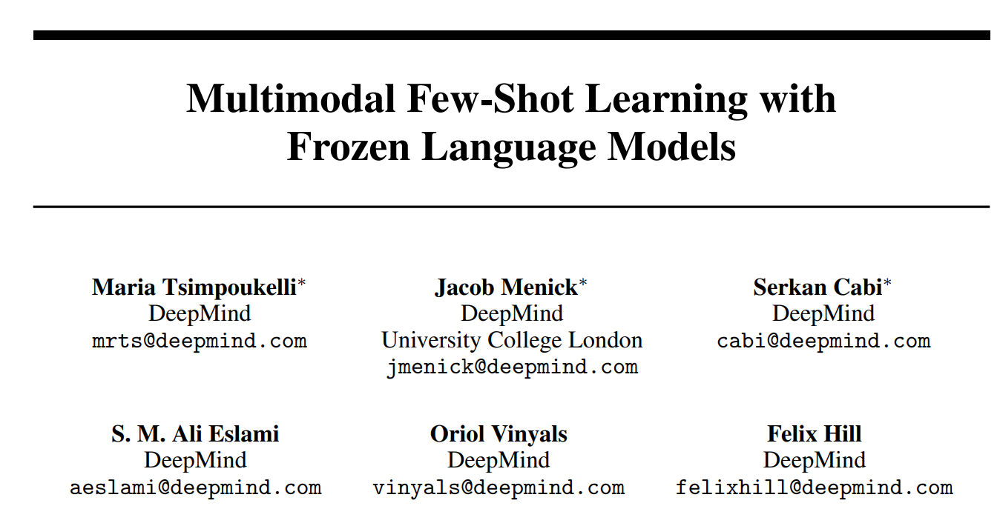 Multimodal Few-Shot Learning with
Frozen Language Models
Maria Tsimpoukelli*
DeepMind
mrts@deepmind.com
Jacob Menick*
DeepMind
University College London
jmenick@deepmind.com
Serkan Cabi*
DeepMind
cabi@deepmind.com
S. M. Ali Eslami
DeepMind
aeslami@deepmind.com
Oriol Vinyals
DeepMind
vinyals@deepmind.com
Felix Hill
DeepMind
felixhill@deepmind.com